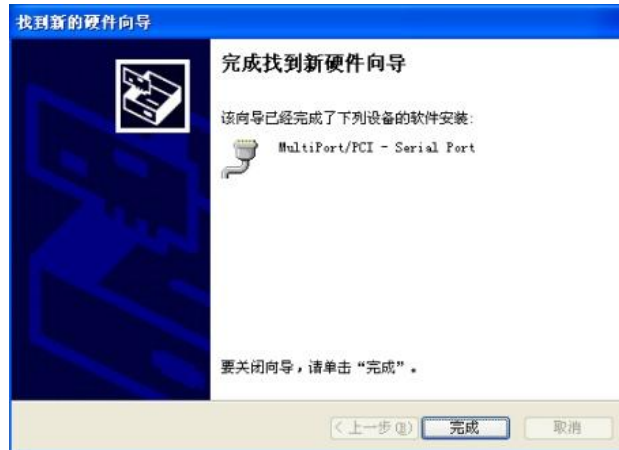 找到新的硬件向导
完成找到新硬件向导
该向导已经完成了下列设备的软件安装:
MultiPort/PCI - Serial Port
要关闭向导，请单击“完成”。
<上一步(B) 完成 取消